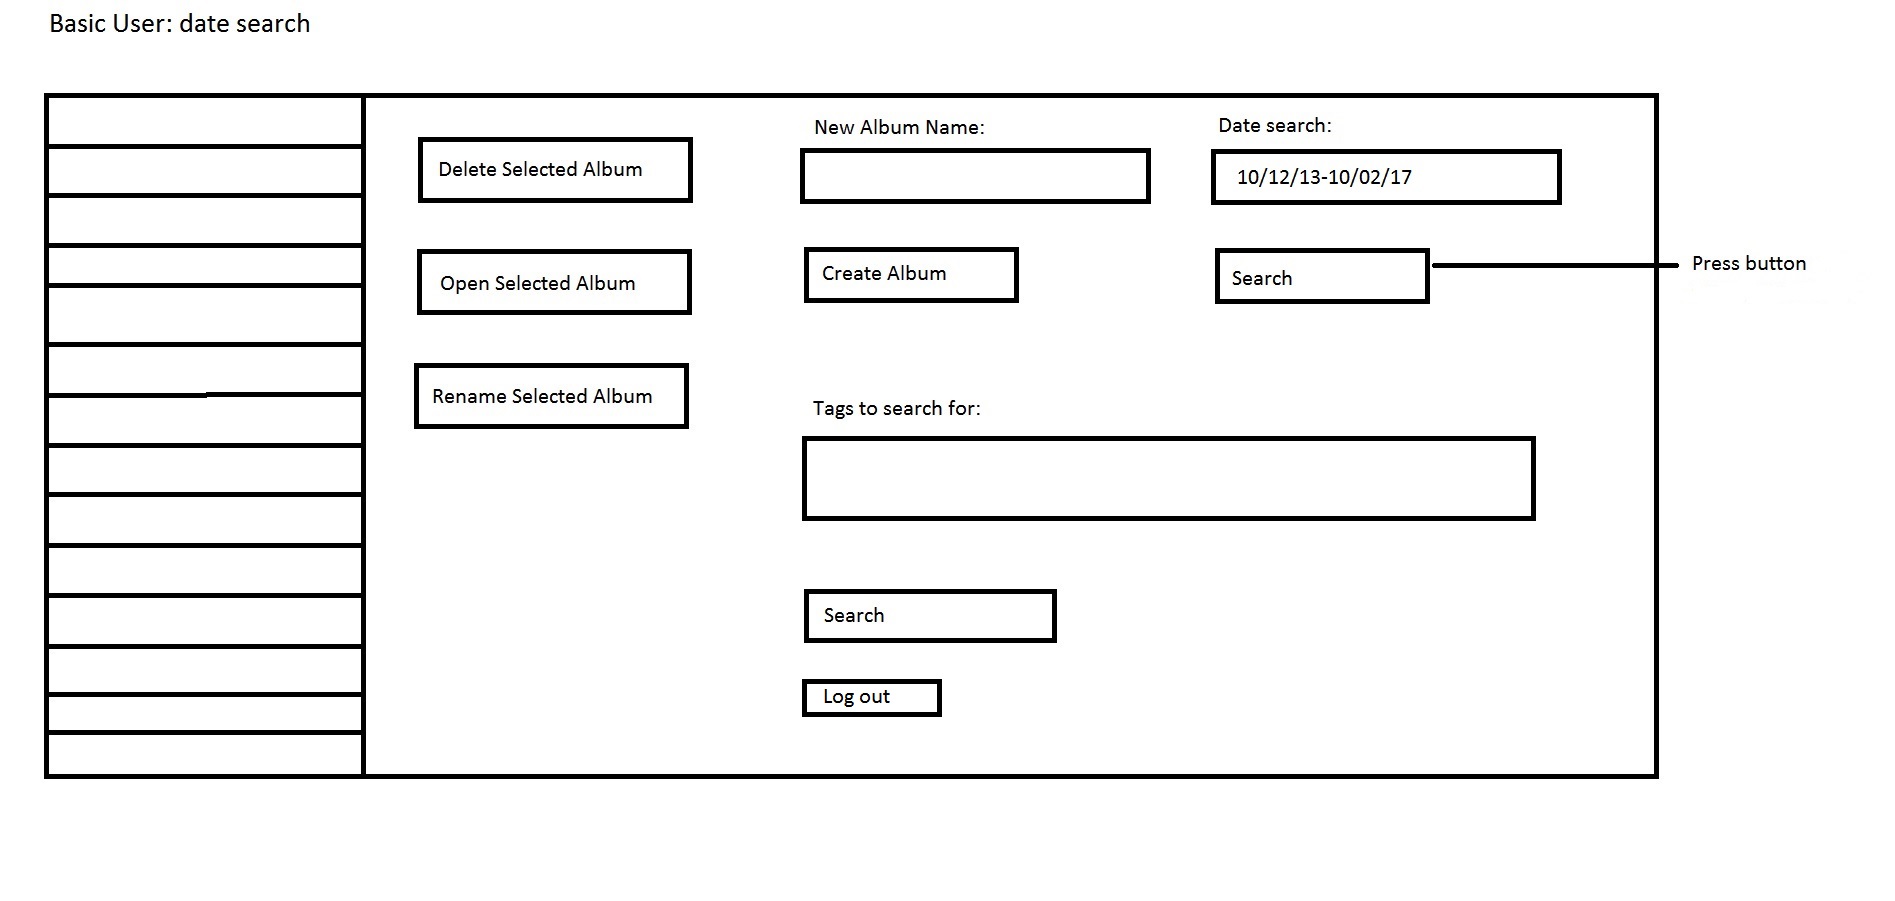 Basic User: date search
New Album Name:
Date search:
Delete Selected Album
10/12/13-10/02/17
Open Selected Album
Create Album
Search
Press button
Rename Selected Album
Tags to search for:
Search
Log out